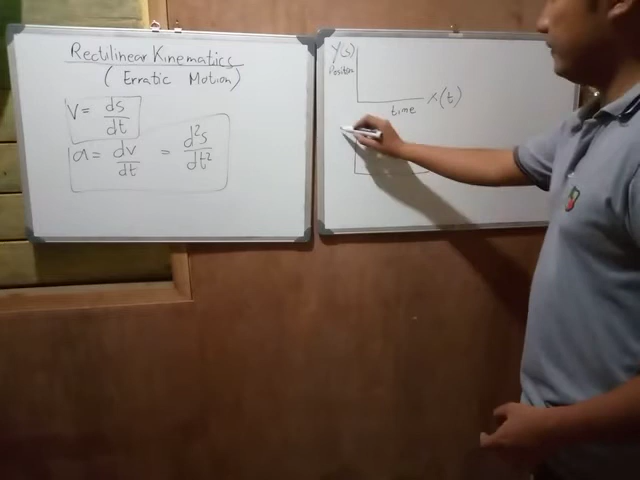 Rectilinear Kinematics
(Erratic Motion)
V = ds/dt
a = dv/dt = d²s/dt²
Y(s)
Position
time X(t)